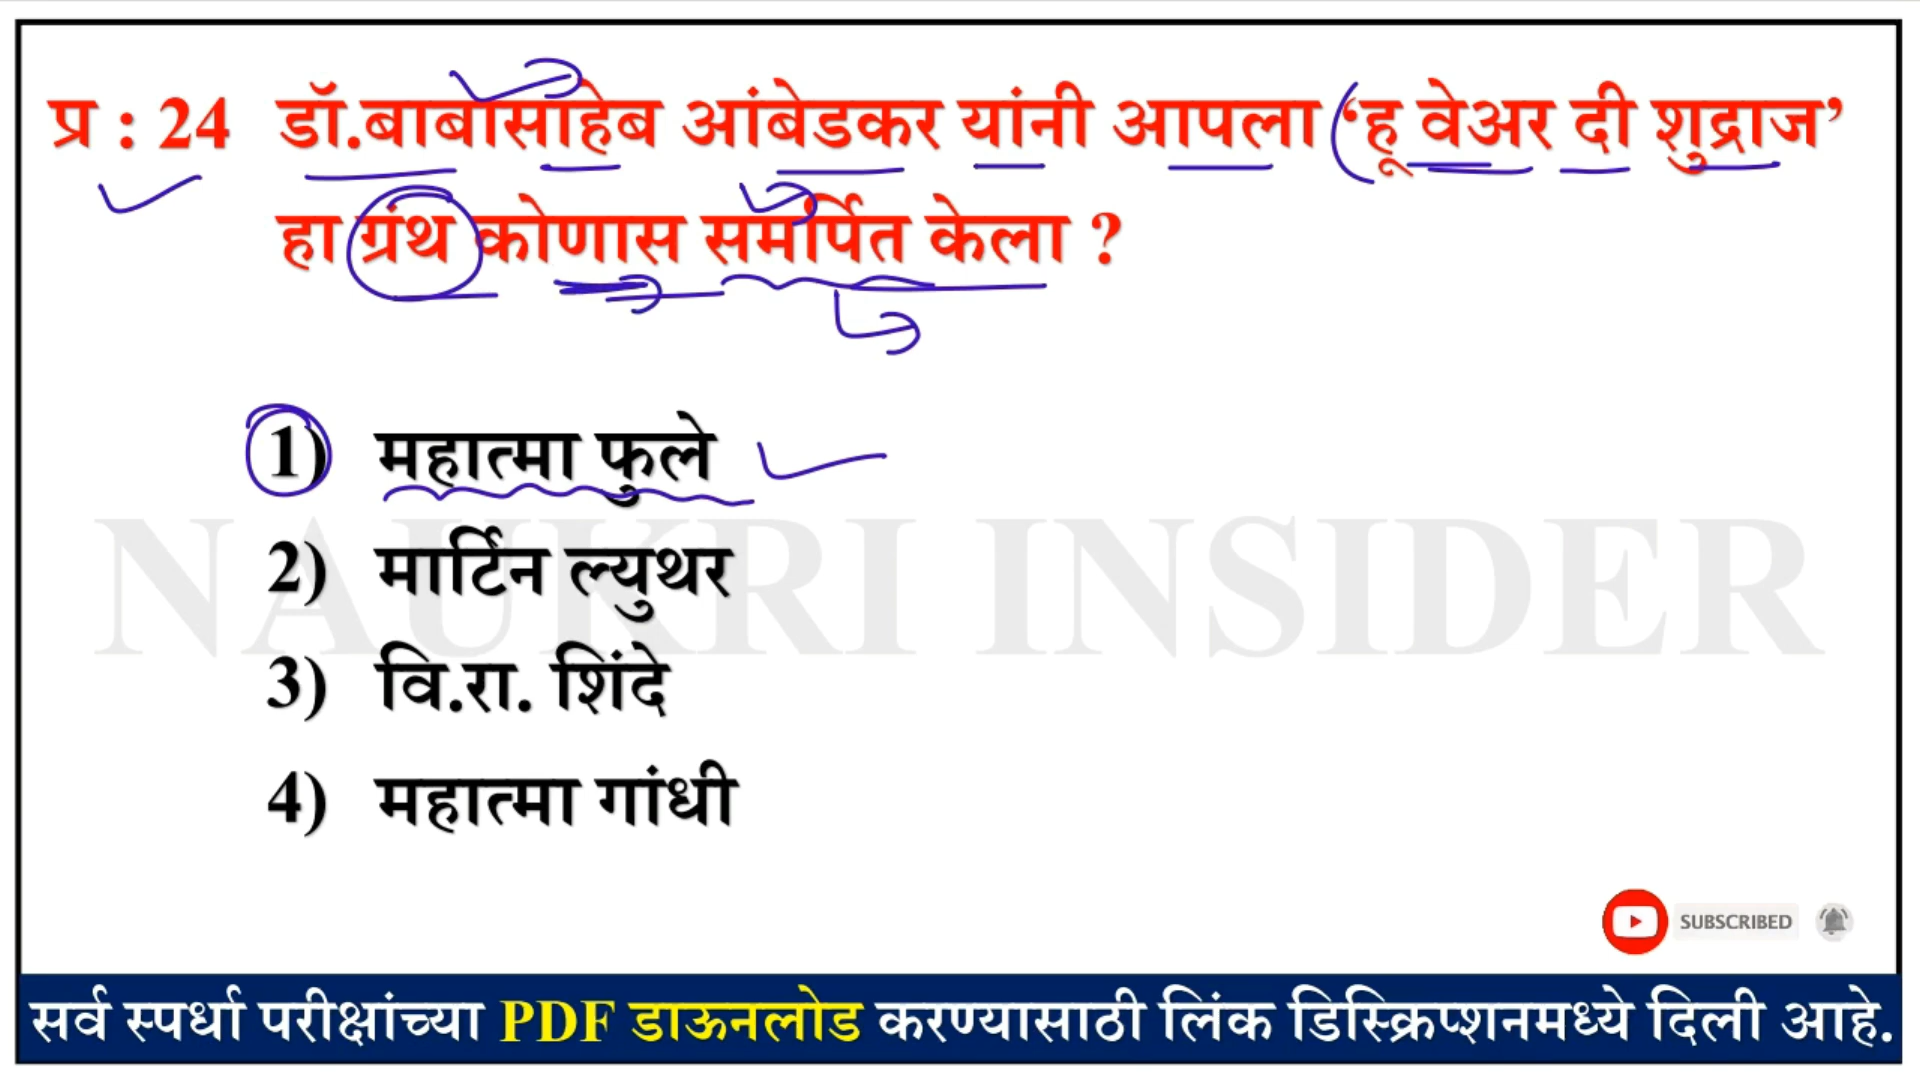 प्र : 24 डॉ.बाबासाहेब आंबेडकर यांनी आपला ‘हू वेअर दी शुद्राज’
हा ग्रंथ कोणास समर्पित केला ?
1) महात्मा फुले
2) मार्टिन ल्युथर
3) वि.रा. शिंदे
4) महात्मा गांधी
NAUKRI INSIDER
SUBSCRIBED
सर्व स्पर्धा परीक्षांच्या PDF डाऊनलोड करण्यासाठी लिंक डिस्क्रिप्शनमध्ये दिली आहे.